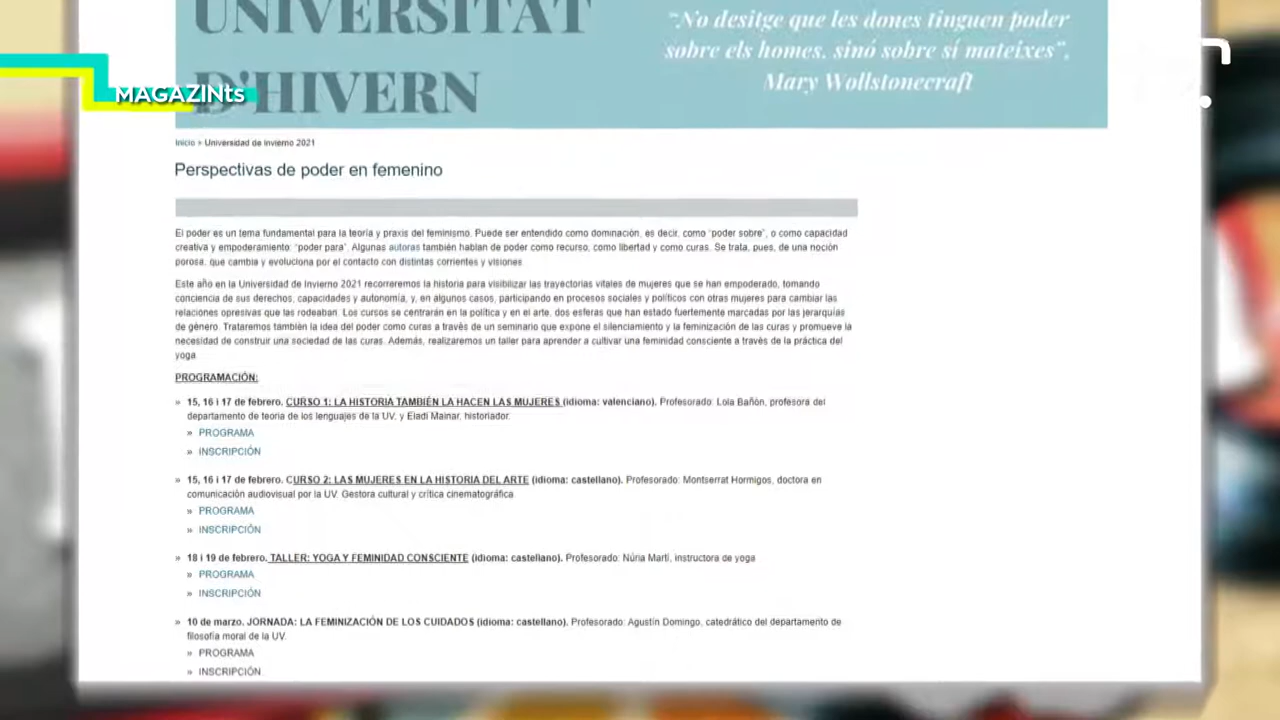 UNIVERSITAT
D'HIVERN
"No desitge que les dones tinguen poder
sobre els homes, sinó sobre sí mateixes",
Mary Wollstonecraft
MAGAZINts
Inicio > Universidad de Invierno 2021
Perspectivas de poder en femenino
El poder es un tema fundamental para la teoría y praxis del feminismo. Puede ser entendido como dominación, es decir, como "poder sobre", o como capacidad
creativa y empoderamiento: "poder para". Algunas autoras también hablan de poder como recurso, como libertad y como curas. Se trata, pues, de una noción
porosa, que cambia y evoluciona por el contacto con distintas corrientes y visiones.
Este año en la Universidad de Invierno 2021 recorreremos la historia para visibilizar las trayectorias vitales de mujeres que se han empoderado, tomando
conciencia de sus derechos, capacidades y autonomía, y, en algunos casos, participando en procesos sociales y políticos con otras mujeres para cambiar las
relaciones opresivas que las rodeaban. Los cursos se centrarán en la política y en el arte, dos esferas que han estado fuertemente marcadas por las jerarquías
de género. Trataremos también la idea del poder como curas a través de un seminario que expone el silenciamiento y la feminización de las curas y promueve la
necesidad de construir una sociedad de las curas. Además, realizaremos un taller para aprender a cultivar una feminidad consciente a través de la práctica del
yoga.
PROGRAMACIÓN:
» 15, 16 i 17 de febrero. CURSO 1: LA HISTORIA TAMBIÉN LA HACEN LAS MUJERES (idioma: valenciano). Profesorado: Lola Bañón, profesora del
departamento de teoría de los lenguajes de la UV, y Eladi Mainar, historiador.
» PROGRAMA
» INSCRIPCIÓN
» 15, 16 i 17 de febrero. CURSO 2: LAS MUJERES EN LA HISTORIA DEL ARTE (idioma: castellano). Profesorado: Montserrat Hormigos, doctora en
comunicación audiovisual por la UV. Gestora cultural y crítica cinematográfica.
» PROGRAMA
» INSCRIPCIÓN
» 18 i 19 de febrero. TALLER: YOGA Y FEMINIDAD CONSCIENTE (idioma: castellano). Profesorado: Núria Martí, instructora de yoga
» PROGRAMA
» INSCRIPCIÓN
» 10 de marzo. JORNADA: LA FEMINIZACIÓN DE LOS CUIDADOS (idioma: castellano). Profesorado: Agustín Domingo, catedrático del departamento de
filosofía moral de la UV.
» PROGRAMA
» INSCRIPCIÓN